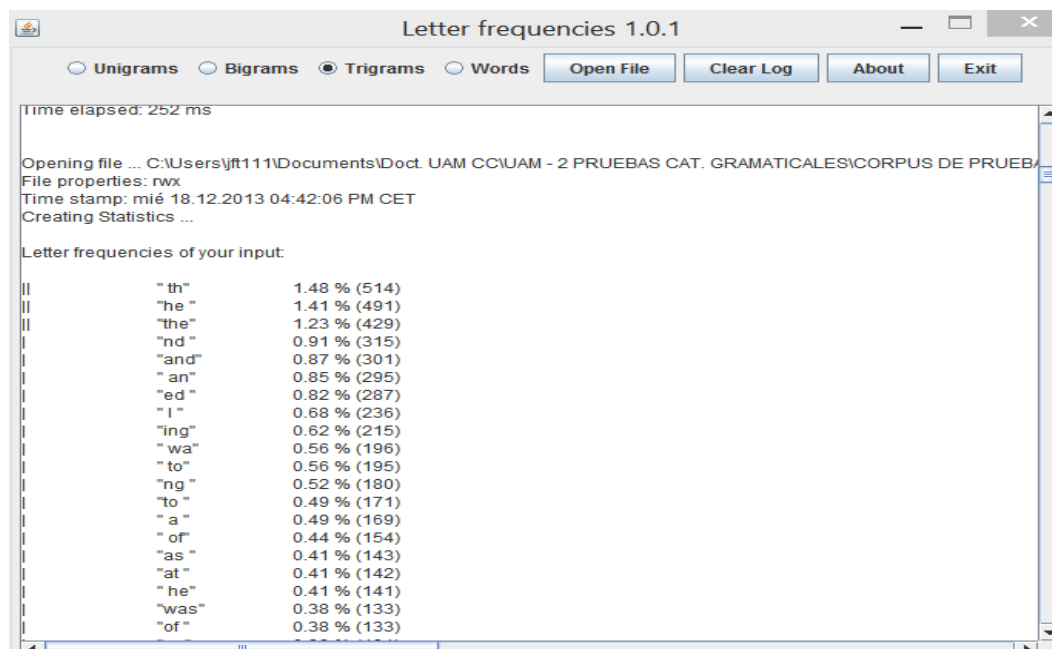 Letter frequencies 1.0.1
Unigrams Bigrams Trigrams Words Open File Clear Log About Exit
Time elapsed: 252 ms
Opening file ... C:\Users\jft111\Documents\Doct. UAM CC\UAM - 2 PRUEBAS CAT. GRAMATICALES\CORPUS DE PRUEBA
File properties: rwx
Time stamp: mié 18.12.2013 04:42:06 PM CET
Creating Statistics ...
Letter frequencies of your input:
|| " th" 1.48 % (514)
|| "he " 1.41 % (491)
|| "the" 1.23 % (429)
| "nd " 0.91 % (315)
| "and" 0.87 % (301)
| " an" 0.85 % (295)
| "ed " 0.82 % (287)
| " I " 0.68 % (236)
| "ing" 0.62 % (215)
| " wa" 0.56 % (196)
| " to" 0.56 % (195)
| "ng " 0.52 % (180)
| "to " 0.49 % (171)
| " a " 0.49 % (169)
| " of" 0.44 % (154)
| "as " 0.41 % (143)
| "at " 0.41 % (142)
| " he" 0.41 % (141)
| "was" 0.38 % (133)
| "of " 0.38 % (133)